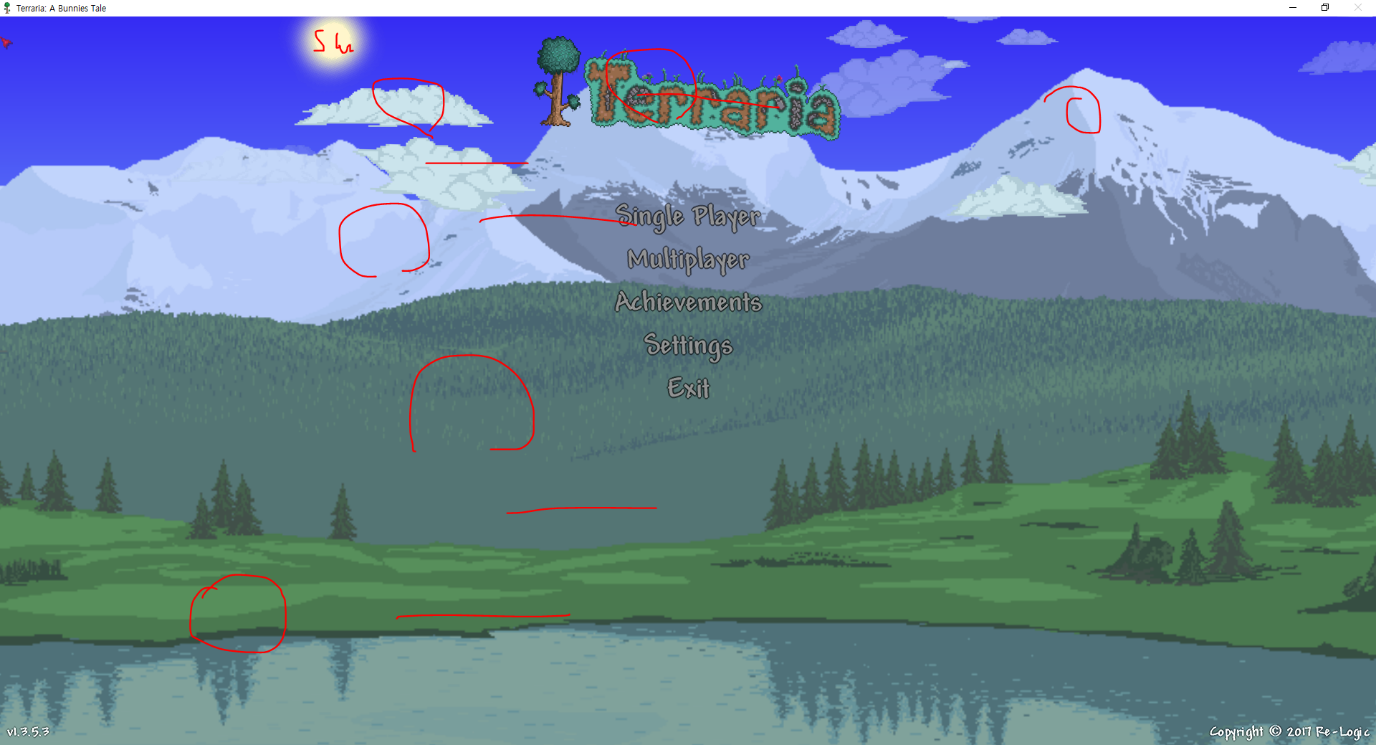 Terraria: A Bunnies Tale
Terraria
Single Player
Multiplayer
Achievements
Settings
Exit
v1.3.5.3
Copyright © 2017 Re-Logic